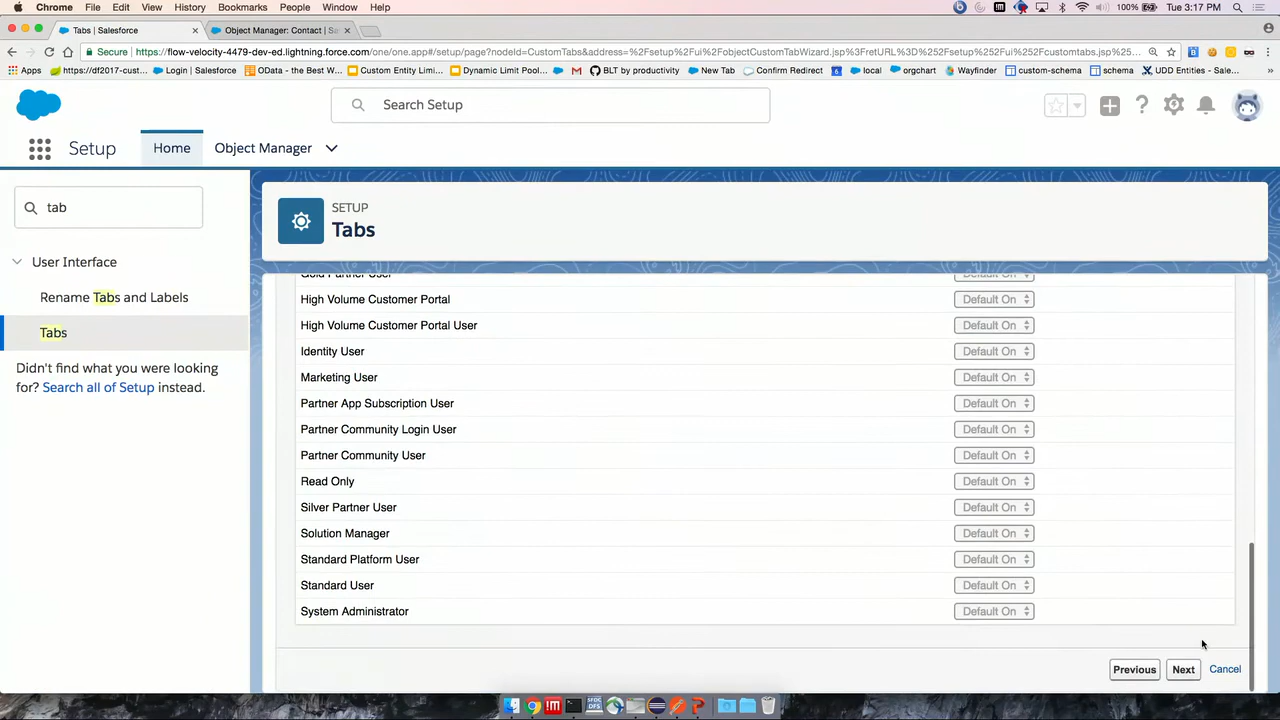 Chrome File Edit View History Bookmarks People Window Help 100% Tue 3:17 PM
Tabs | Salesforce
Object Manager: Contact | Sa
Secure https://flow-velocity-4479-dev-ed.lightning.force.com/one/one.app#/setup/page?nodeId=CustomTabs&address=%2Fsetup%2Fui%2FobjectCustomTabWizard.jsp%3FretURL%3D%252Fsetup%252Fui%252Fcustomtabs.jsp%...
Apps https://df2017-cust... Login | Salesforce OData – the Best W... Custom Entity Limi... Dynamic Limit Pool... BLT by productivity New Tab Confirm Redirect 6 local orgchart Wayfinder custom-schema schema UDD Entities - Sale... »
Search Setup
Setup Home Object Manager
tab
User Interface
Rename Tabs and Labels
Tabs
Didn't find what you were looking
for? Search all of Setup instead.
SETUP
Tabs
Gold Partner User Default On
High Volume Customer Portal Default On
High Volume Customer Portal User Default On
Identity User Default On
Marketing User Default On
Partner App Subscription User Default On
Partner Community Login User Default On
Partner Community User Default On
Read Only Default On
Silver Partner User Default On
Solution Manager Default On
Standard Platform User Default On
Standard User Default On
System Administrator Default On
Previous Next Cancel